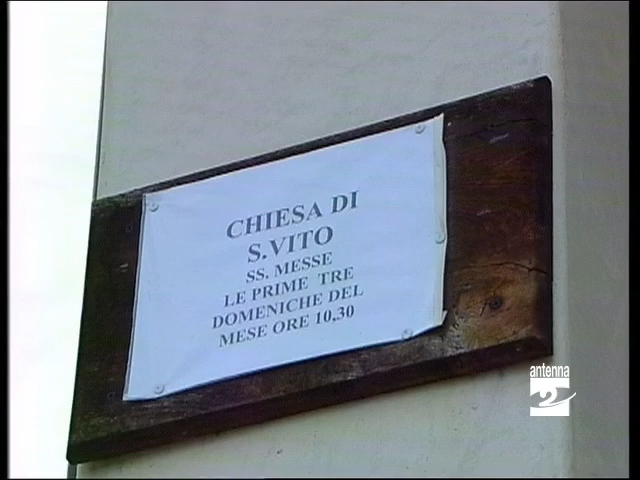 CHIESA DI
S.VITO
SS. MESSE
LE PRIME TRE
DOMENICHE DEL
MESE ORE 10,30
antenna
2